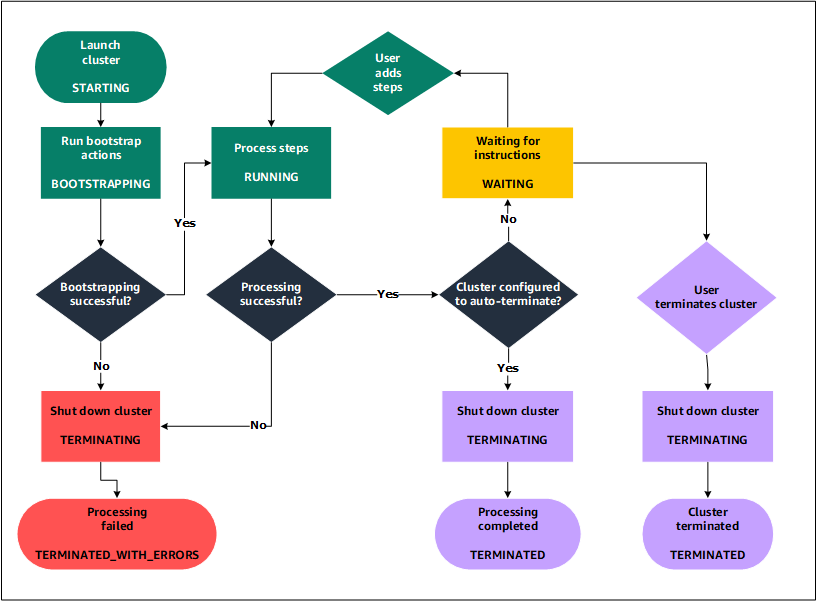 Launch
cluster
STARTING
User
adds
steps
Run bootstrap
actions
BOOTSTRAPPING
Process steps
RUNNING
Waiting for
instructions
WAITING
Yes
No
Bootstrapping
successful?
Processing
successful?
Yes
Cluster configured
to auto-terminate?
User
terminates cluster
No
Yes
Shut down cluster
TERMINATING
No
Shut down cluster
TERMINATING
Shut down cluster
TERMINATING
Processing
failed
TERMINATED_WITH_ERRORS
Processing
completed
TERMINATED
Cluster
terminated
TERMINATED